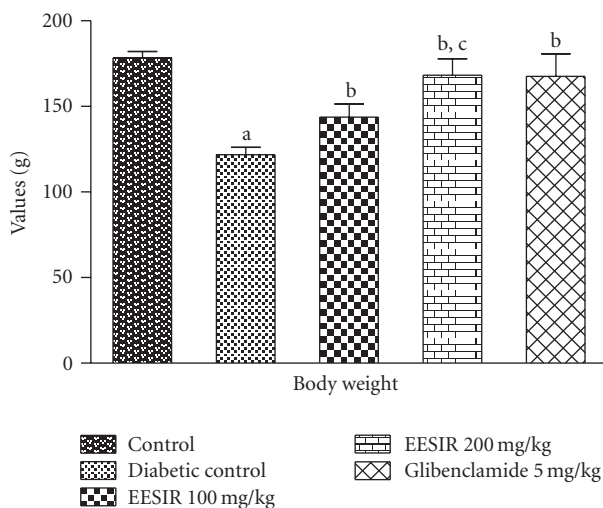 200
150
100
50
0
Values (g)
a
b
b, c
b
Body weight
Control
Diabetic control
EESIR 100 mg/kg
EESIR 200 mg/kg
Glibenclamide 5 mg/kg